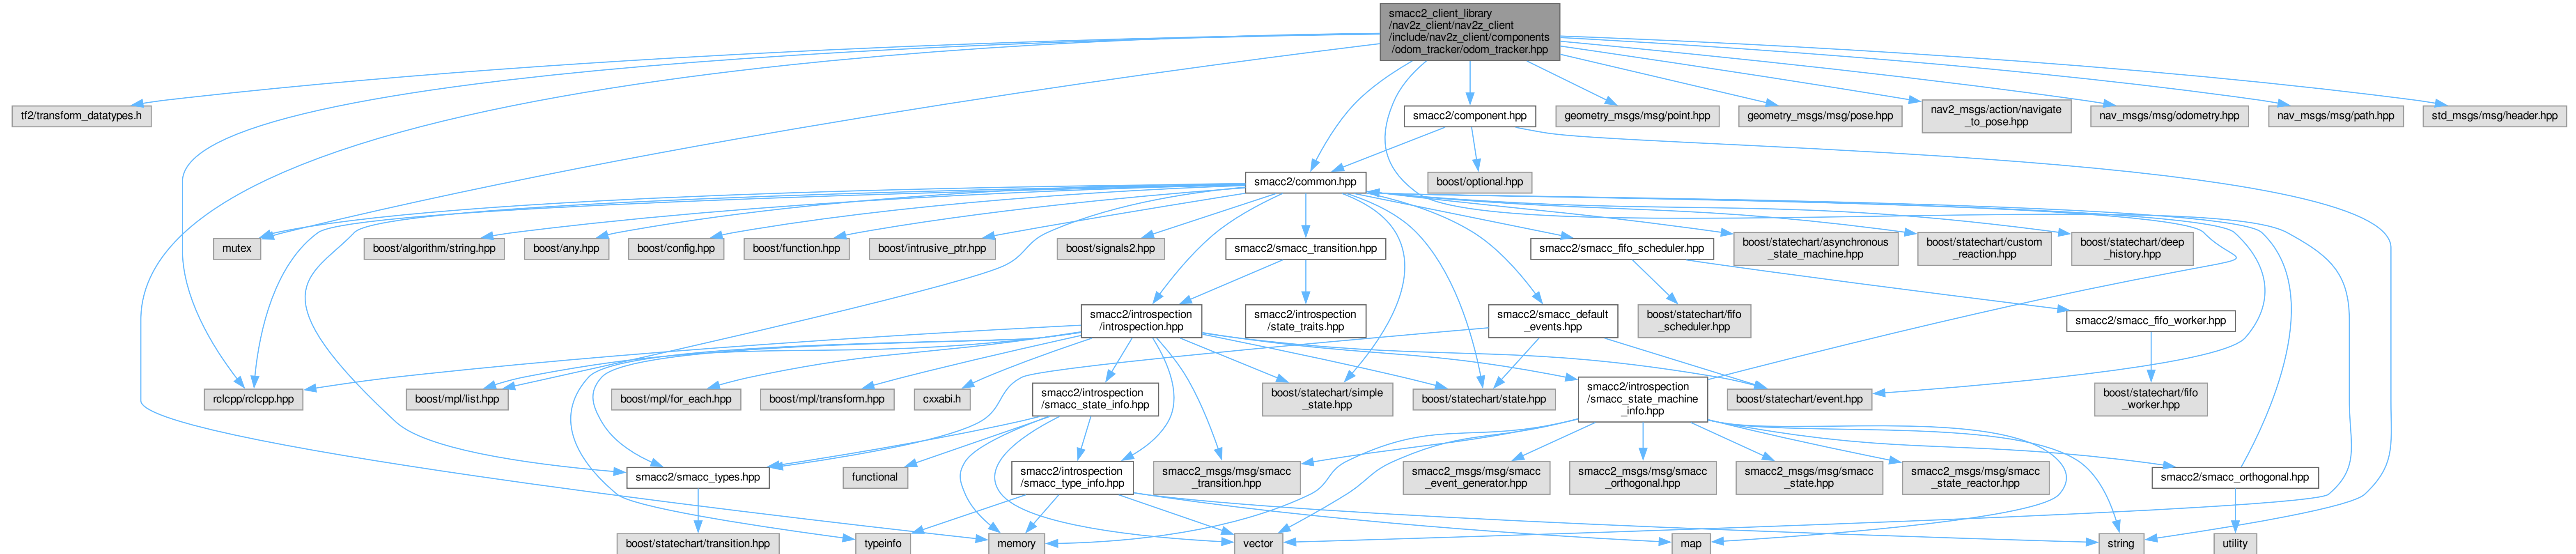 smacc2_client_library
/nav2z_client/nav2z_client
/include/nav2z_client/components
/odom_tracker/odom_tracker.hpp
tf2/transform_datatypes.h
smacc2/component.hpp
geometry_msgs/msg/point.hpp
geometry_msgs/msg/pose.hpp
nav2_msgs/action/navigate
_to_pose.hpp
nav_msgs/msg/odometry.hpp
nav_msgs/msg/path.hpp
std_msgs/msg/header.hpp
smacc2/common.hpp
boost/optional.hpp
mutex
boost/algorithm/string.hpp
boost/any.hpp
boost/config.hpp
boost/function.hpp
boost/intrusive_ptr.hpp
boost/signals2.hpp
smacc2/smacc_transition.hpp
smacc2/smacc_fifo_scheduler.hpp
boost/statechart/asynchronous
_state_machine.hpp
boost/statechart/custom
_reaction.hpp
boost/statechart/deep
_history.hpp
smacc2/introspection
/introspection.hpp
smacc2/introspection
/state_traits.hpp
smacc2/smacc_default
_events.hpp
boost/statechart/fifo
_scheduler.hpp
smacc2/smacc_fifo_worker.hpp
rclcpp/rclcpp.hpp
boost/mpl/list.hpp
boost/mpl/for_each.hpp
boost/mpl/transform.hpp
cxxabi.h
smacc2/introspection
/smacc_state_info.hpp
boost/statechart/simple
_state.hpp
boost/statechart/state.hpp
smacc2/introspection
/smacc_state_machine
_info.hpp
boost/statechart/event.hpp
boost/statechart/fifo
_worker.hpp
smacc2/smacc_types.hpp
functional
smacc2/introspection
/smacc_type_info.hpp
smacc2_msgs/msg/smacc
_transition.hpp
smacc2_msgs/msg/smacc
_event_generator.hpp
smacc2_msgs/msg/smacc
_orthogonal.hpp
smacc2_msgs/msg/smacc
_state.hpp
smacc2_msgs/msg/smacc
_state_reactor.hpp
smacc2/smacc_orthogonal.hpp
boost/statechart/transition.hpp
typeinfo
memory
vector
map
string
utility